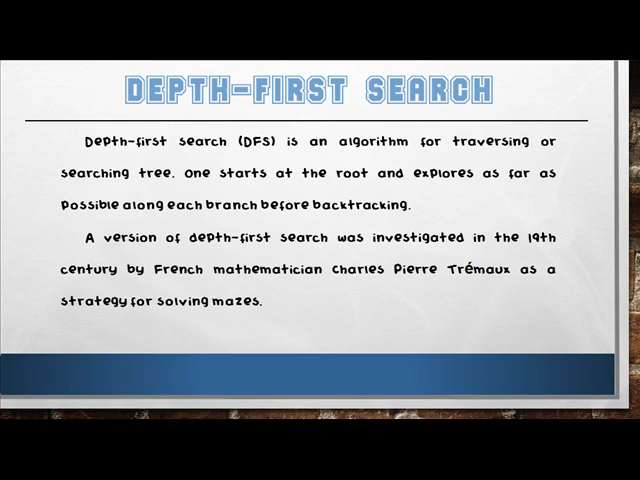 DEPTH-FIRST SEARCH
Depth-first search (DFS) is an algorithm for traversing or
searching tree. One starts at the root and explores as far as
possible along each branch before backtracking.
A version of depth-first search was investigated in the 19th
century by French mathematician Charles Pierre Trémaux as a
strategy for solving mazes.